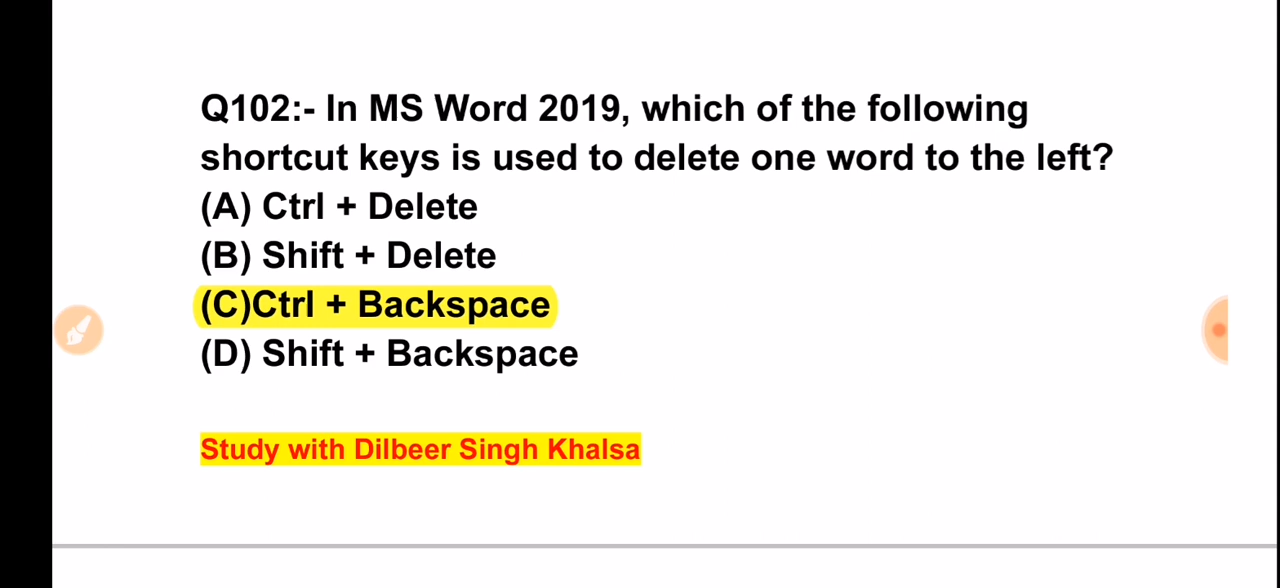 Q102:- In MS Word 2019, which of the following
shortcut keys is used to delete one word to the left?
(A) Ctrl + Delete
(B) Shift + Delete
(C)Ctrl + Backspace
(D) Shift + Backspace
Study with Dilbeer Singh Khalsa